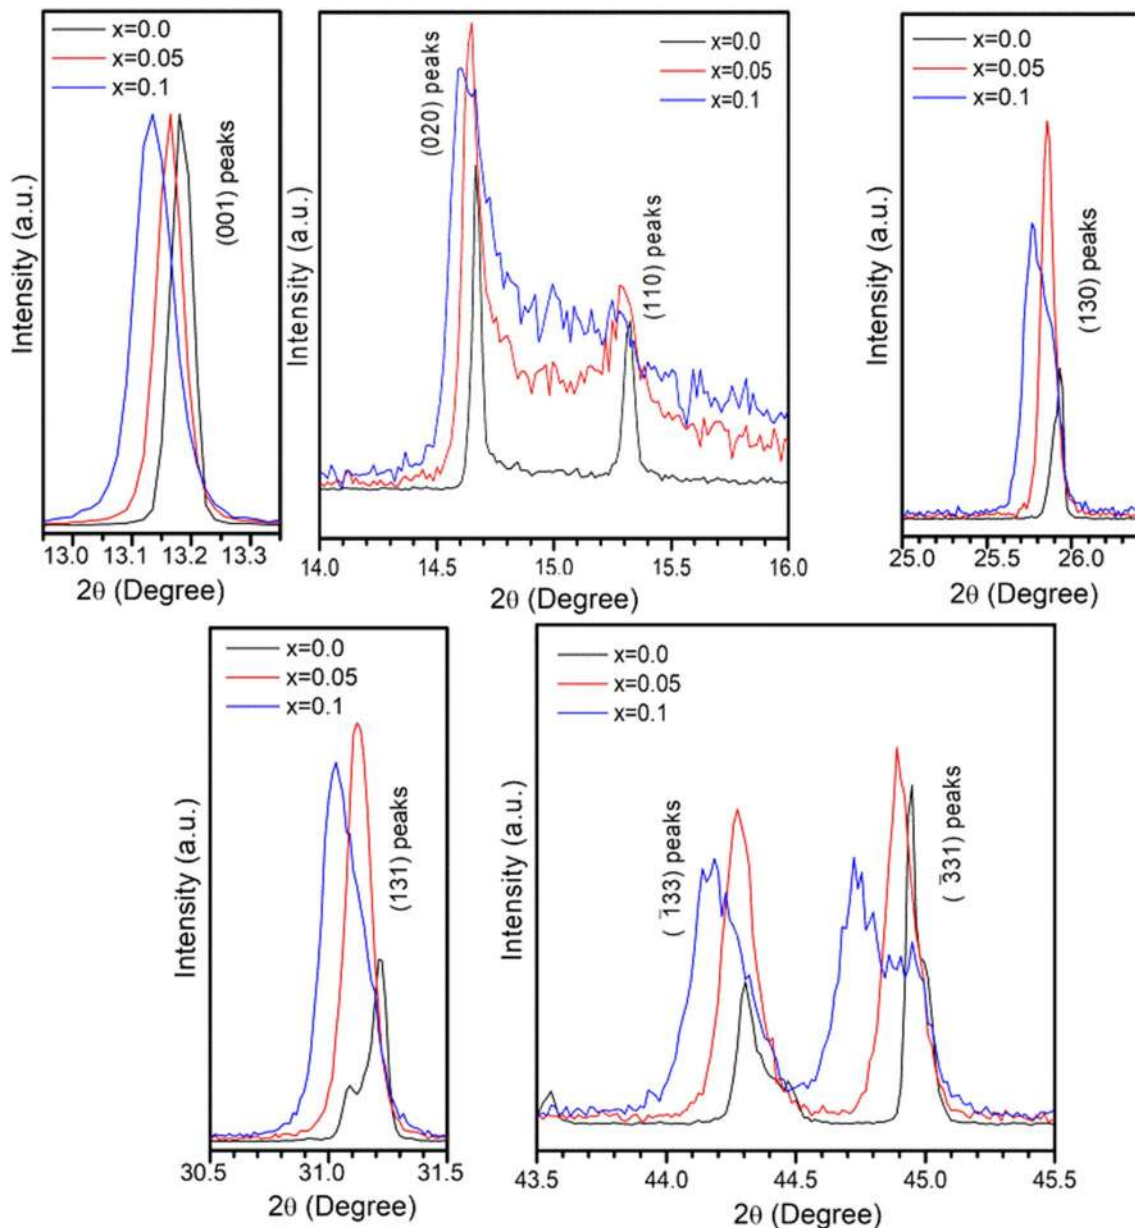 x=0.0
x=0.05
x=0.1
(001) peaks
Intensity (a.u.)
13.0 13.1 13.2 13.3
2θ (Degree)
x=0.0
x=0.05
x=0.1
(020) peaks
(110) peaks
Intensity (a.u.)
14.0 14.5 15.0 15.5 16.0
2θ (Degree)
x=0.0
x=0.05
x=0.1
(130) peaks
Intensity (a.u.)
25.0 25.5 26.0
2θ (Degree)
x=0.0
x=0.05
x=0.1
(131) peaks
Intensity (a.u.)
30.5 31.0 31.5
2θ (Degree)
x=0.0
x=0.05
x=0.1
(¯133) peaks
(¯331) peaks
Intensity (a.u.)
43.5 44.0 44.5 45.0 45.5
2θ (Degree)